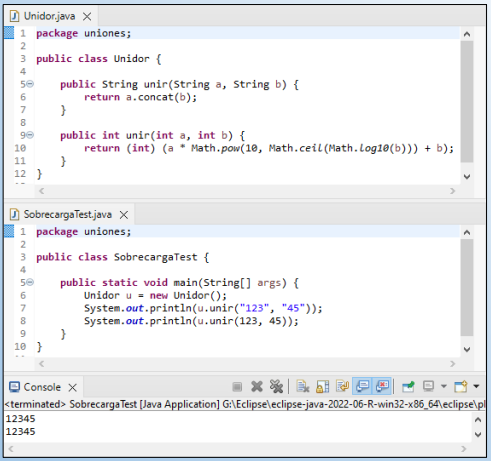 Unidor.java
1 package uniones;
2
3 public class Unidor {
4
5 public String unir(String a, String b) {
6 return a.concat(b);
7 }
8
9 public int unir(int a, int b) {
10 return (int) (a * Math.pow(10, Math.ceil(Math.log10(b))) + b);
11 }
12 }
SobrecargaTest.java
1 package uniones;
2
3 public class SobrecargaTest {
4
5 public static void main(String[] args) {
6 Unidor u = new Unidor();
7 System.out.println(u.unir("123", "45"));
8 System.out.println(u.unir(123, 45));
9 }
10 }
Console
<terminated> SobrecargaTest [Java Application] G:\Eclipse\eclipse-java-2022-06-R-win32-x86_64\eclipse\pl
12345
12345